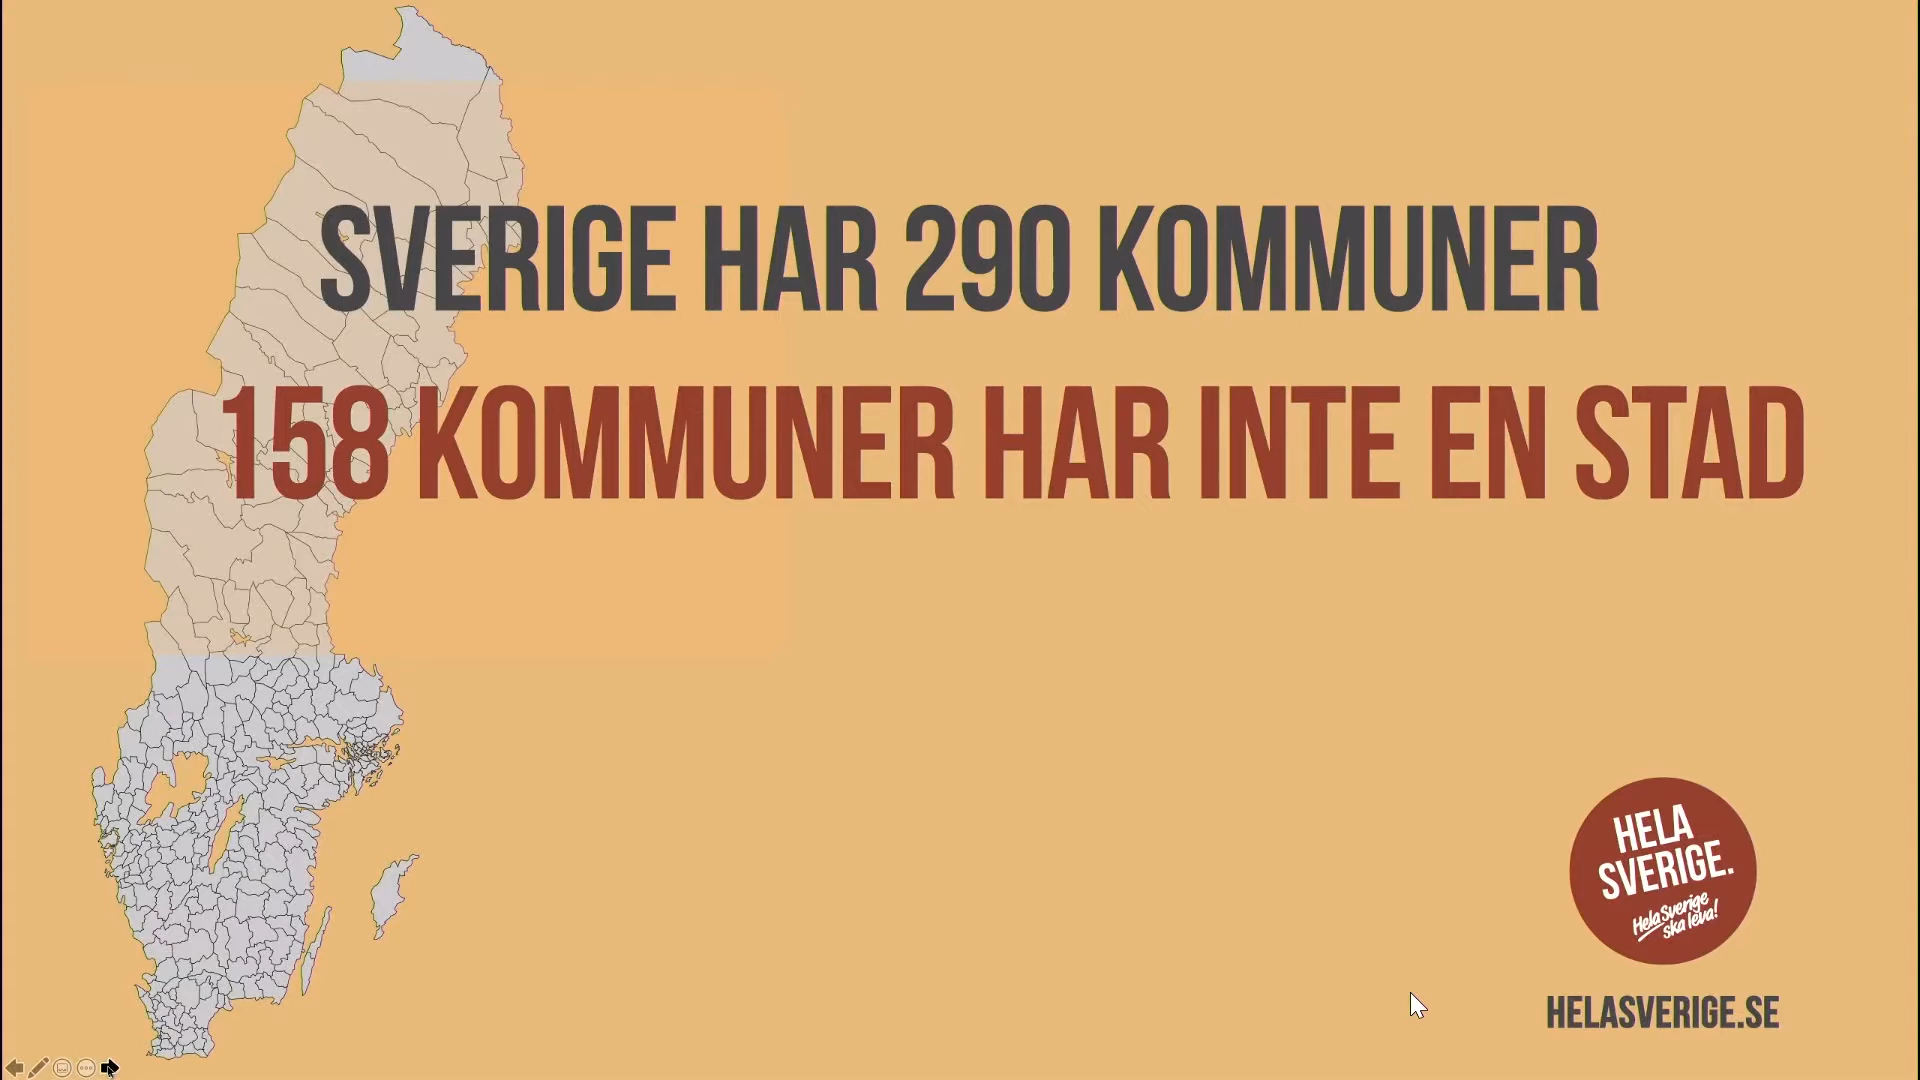 SVERIGE HAR 290 KOMMUNER
158 KOMMUNER HAR INTE EN STAD
HELA
SVERIGE.
Hela Sverige
ska leva!
HELASVERIGE.SE